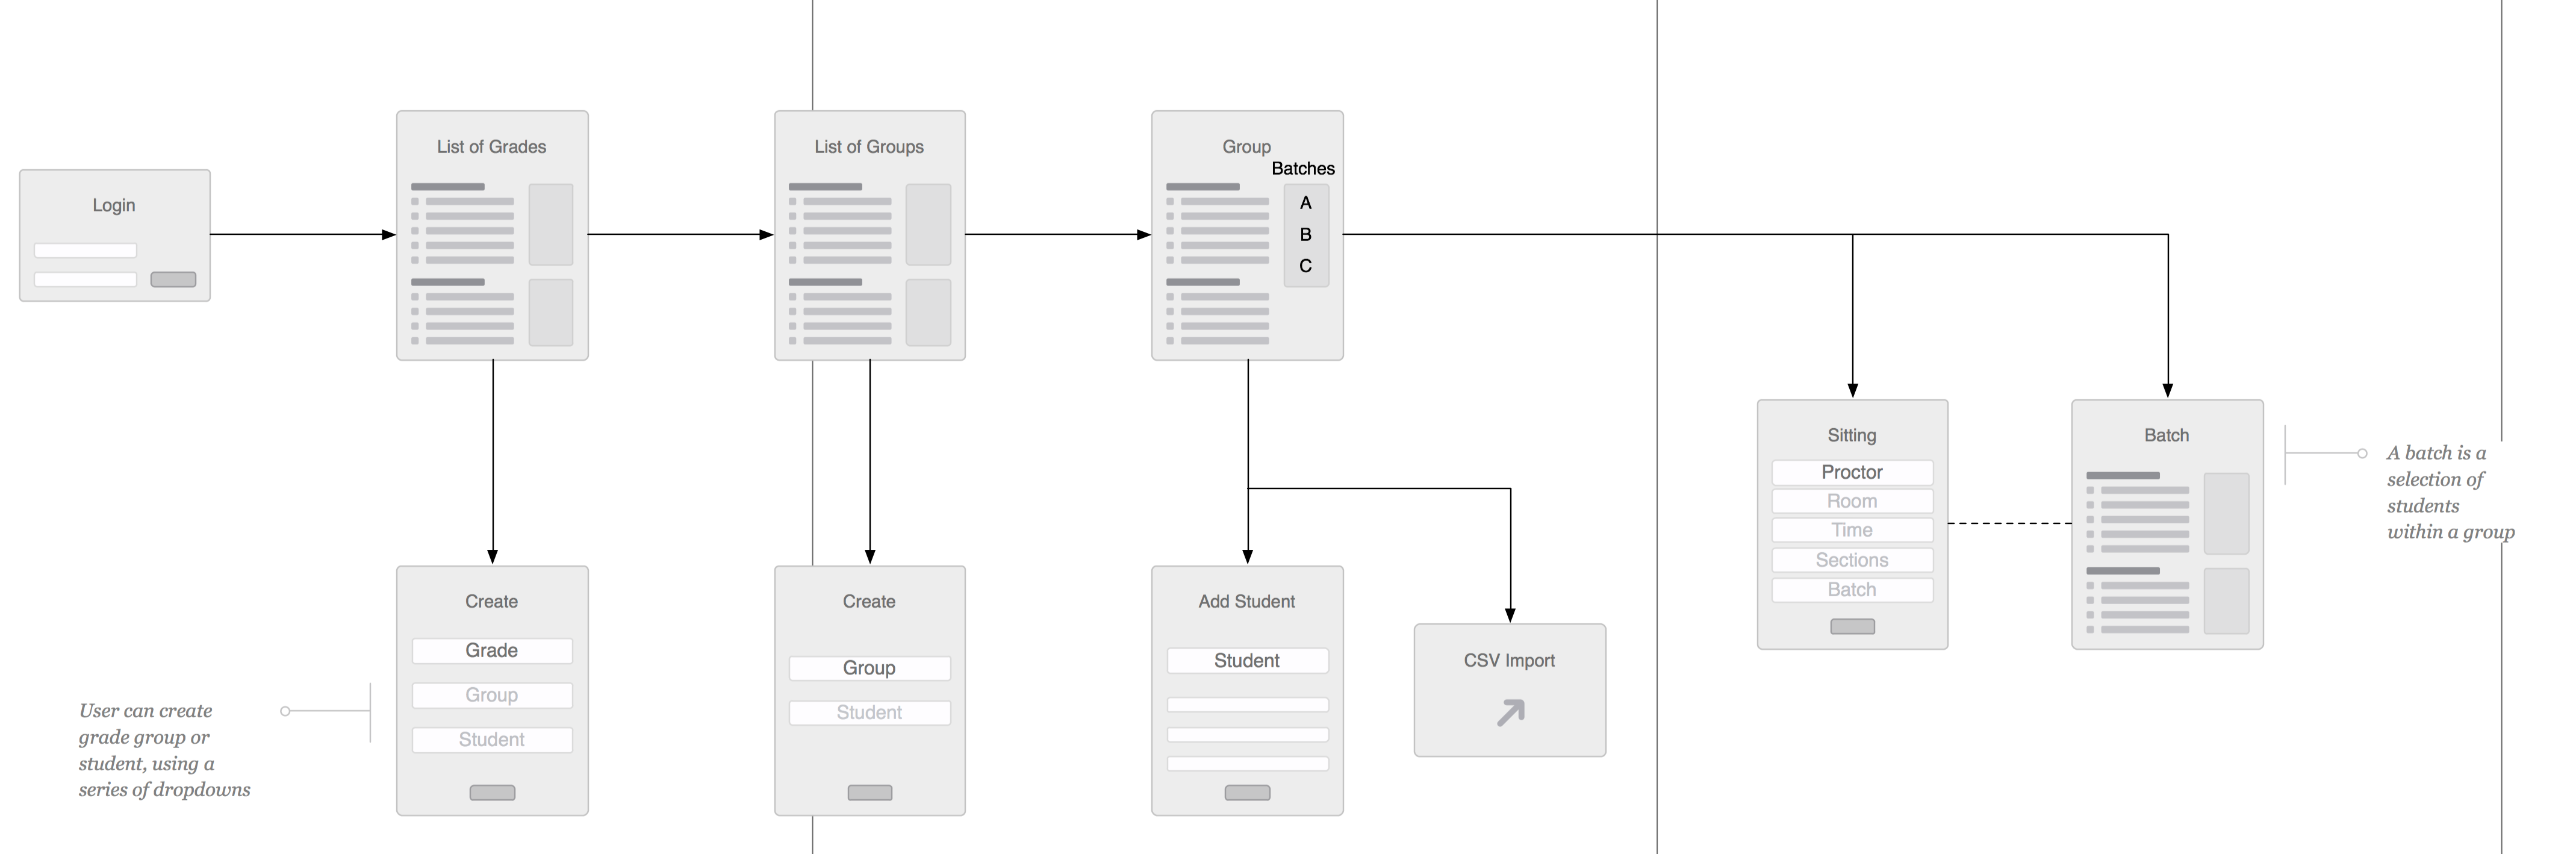 Login
List of Grades
List of Groups
Group
Batches
A
B
C
Create
Grade
Group
Student
User can create
grade group or
student, using a
series of dropdowns
Create
Group
Student
Add Student
Student
CSV Import
Sitting
Proctor
Room
Time
Sections
Batch
Batch
A batch is a
selection of
students
within a group